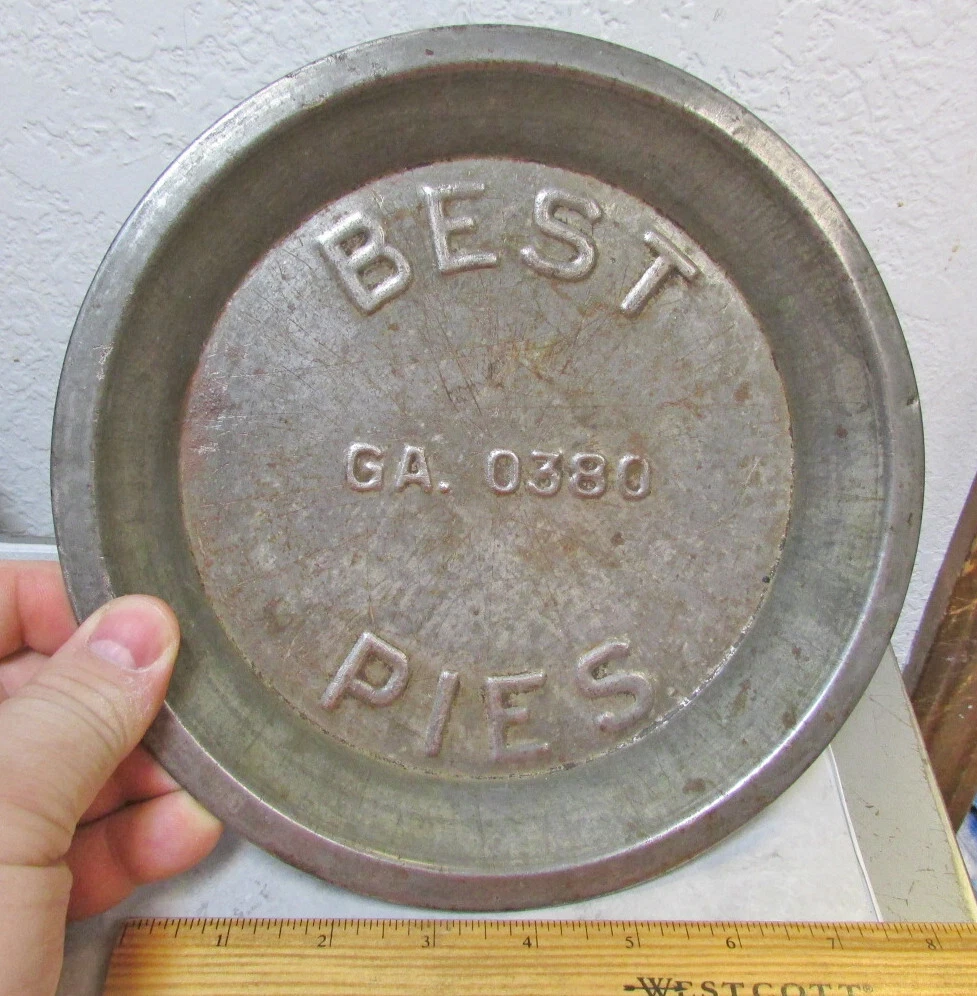 BEST
GA. 0380
PIES
1 2 3 4 5 6 7 8
WESTCOTT®